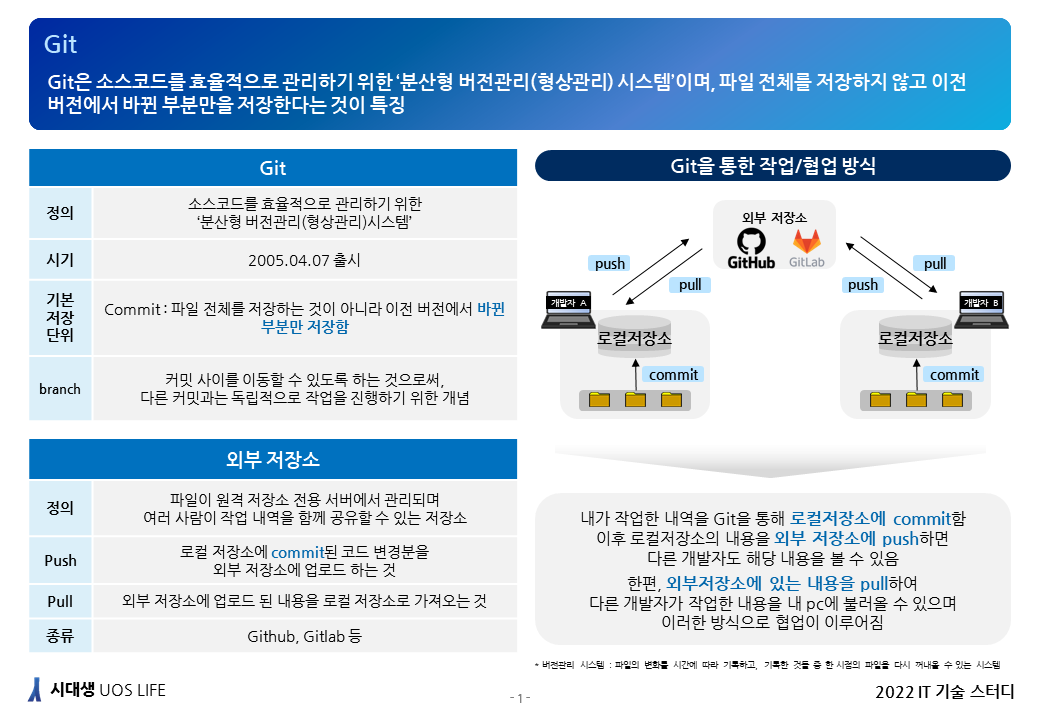 Git
Git은 소스코드를 효율적으로 관리하기 위한 ‘분산형 버전관리(형상관리) 시스템’이며, 파일 전체를 저장하지 않고 이전
버전에서 바뀐 부분만을 저장한다는 것이 특징
Git
정의
소스코드를 효율적으로 관리하기 위한
‘분산형 버전관리(형상관리)시스템’
시기
2005.04.07 출시
기본
저장
단위
Commit : 파일 전체를 저장하는 것이 아니라 이전 버전에서 바뀐
부분만 저장함
branch
커밋 사이를 이동할 수 있도록 하는 것으로써,
다른 커밋과는 독립적으로 작업을 진행하기 위한 개념
외부 저장소
정의
파일이 원격 저장소 전용 서버에서 관리되며
여러 사람이 작업 내역을 함께 공유할 수 있는 저장소
Push
로컬 저장소에 commit된 코드 변경분을
외부 저장소에 업로드 하는 것
Pull
외부 저장소에 업로드 된 내용을 로컬 저장소로 가져오는 것
종류
Github, Gitlab 등
Git을 통한 작업/협업 방식
외부 저장소
GitHub
GitLab
push
pull
push
pull
개발자 A
개발자 B
로컬저장소
로컬저장소
commit
commit
내가 작업한 내역을 Git을 통해 로컬저장소에 commit함
이후 로컬저장소의 내용을 외부 저장소에 push하면
다른 개발자도 해당 내용을 볼 수 있음
한편, 외부저장소에 있는 내용을 pull하여
다른 개발자가 작업한 내용을 내 pc에 불러올 수 있으며
이러한 방식으로 협업이 이루어짐
* 버전관리 시스템 : 파일의 변화를 시간에 따라 기록하고, 기록한 것들 중 한 시점의 파일을 다시 꺼내올 수 있는 시스템
시대생 UOS LIFE
- 1 -
2022 IT 기술 스터디